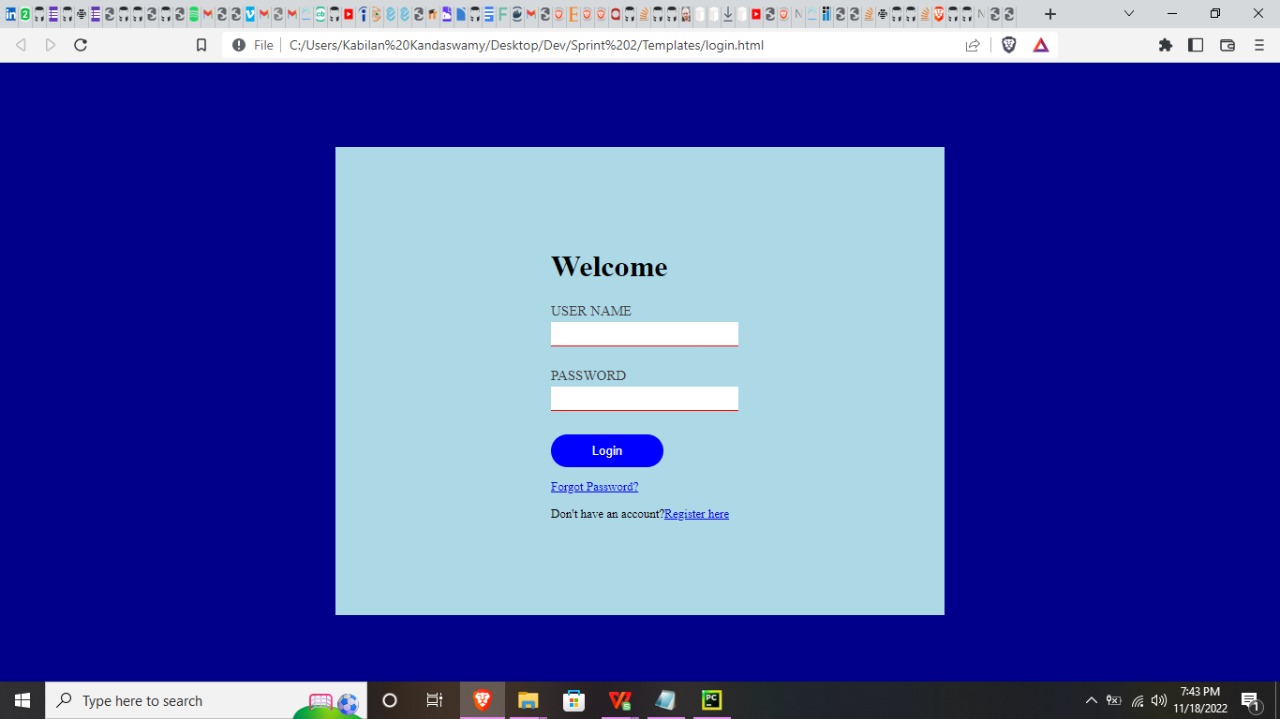 File
C:/Users/Kabilan%20Kandaswamy/Desktop/Dev/Sprint%202/Templates/login.html
Welcome
USER NAME
PASSWORD
Login
Forgot Password?
Don't have an account?Register here
Type here to search
7:43 PM
11/18/2022